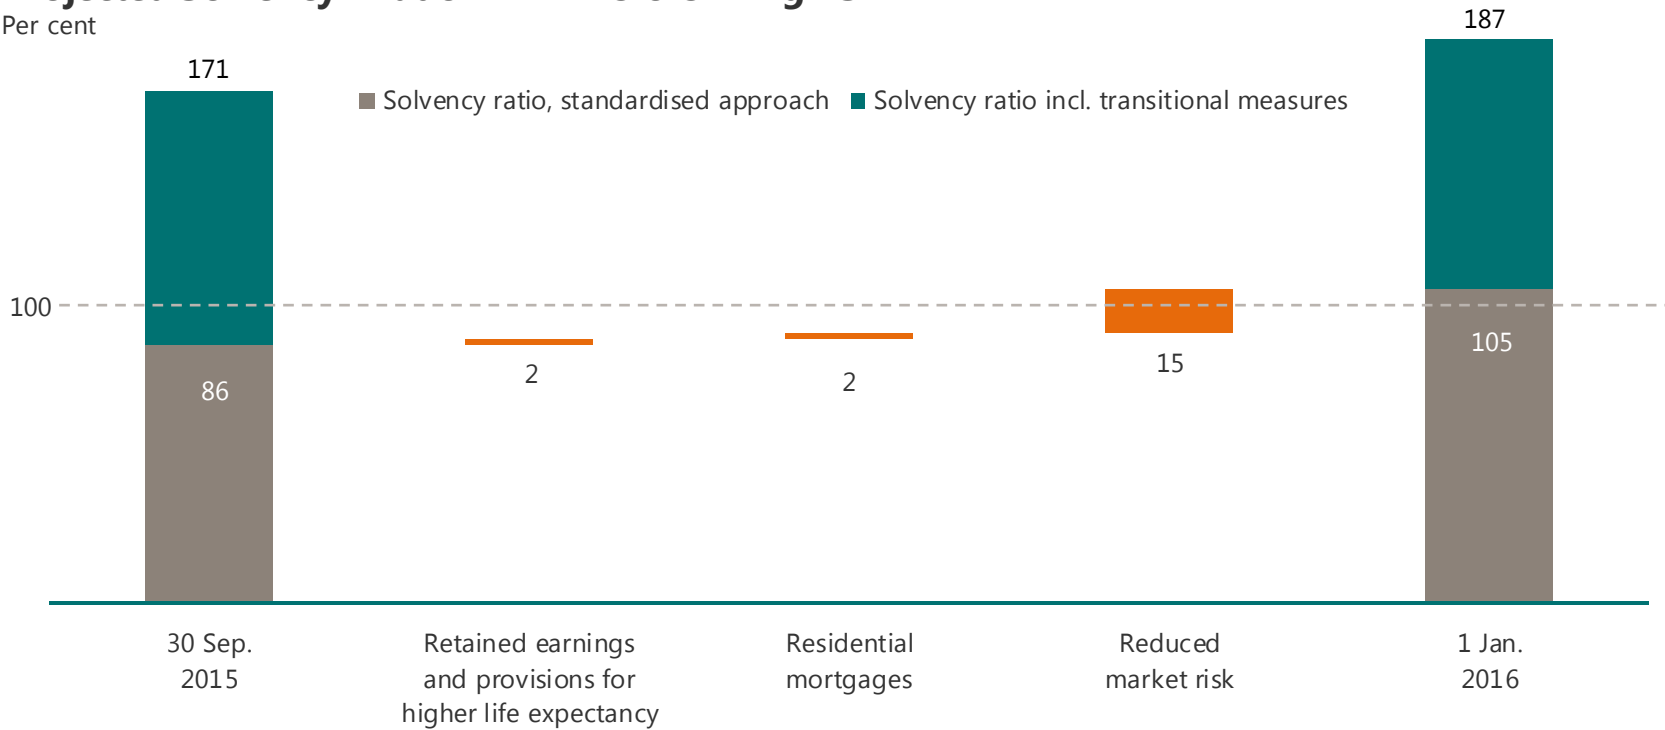 Per cent
187
171
Solvency ratio, standardised approach
Solvency ratio incl. transitional measures
100
105
15
2
2
86
30 Sep.
2015
Retained earnings
and provisions for
higher life expectancy
Residential
mortgages
Reduced
market risk
1 Jan.
2016